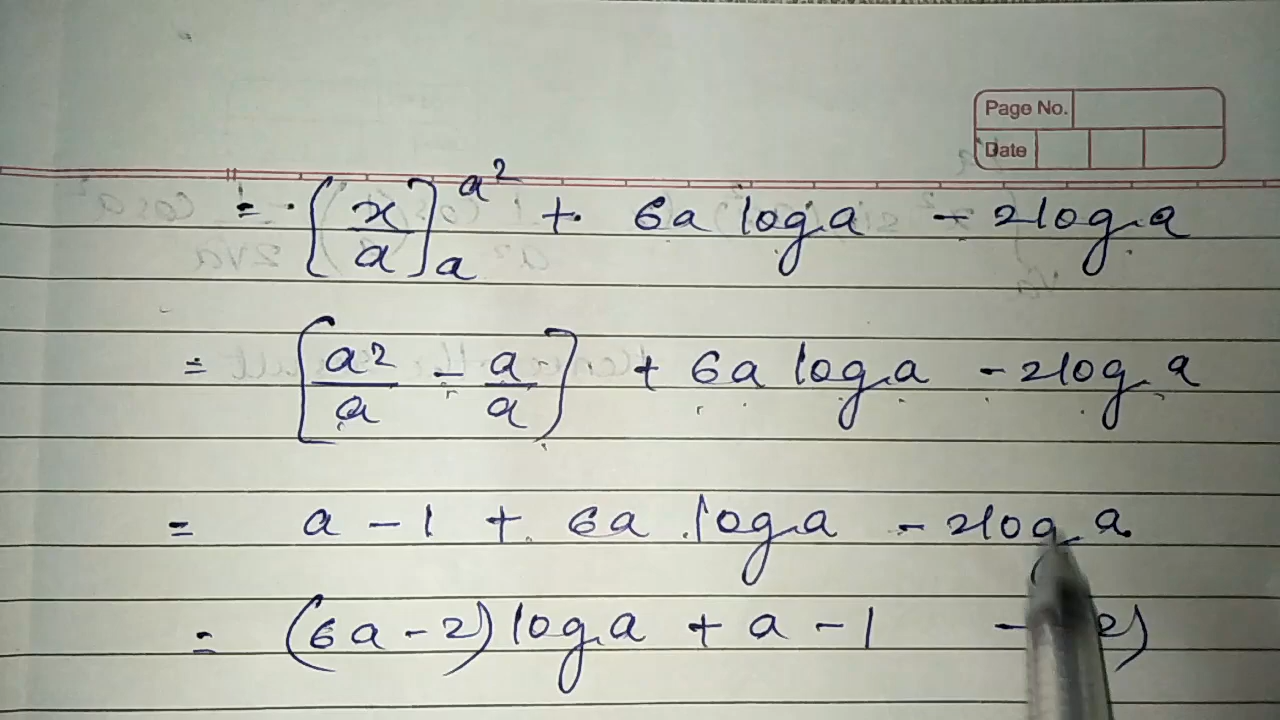 Page No.
Date
= [x/a]_a^{a^2} + 6a log a - 2log a
= [a^2/a - a/a] + 6a log a - 2log a
= a - 1 + 6a log a - 2log a
= (6a - 2) log a + a - 1 - 2)